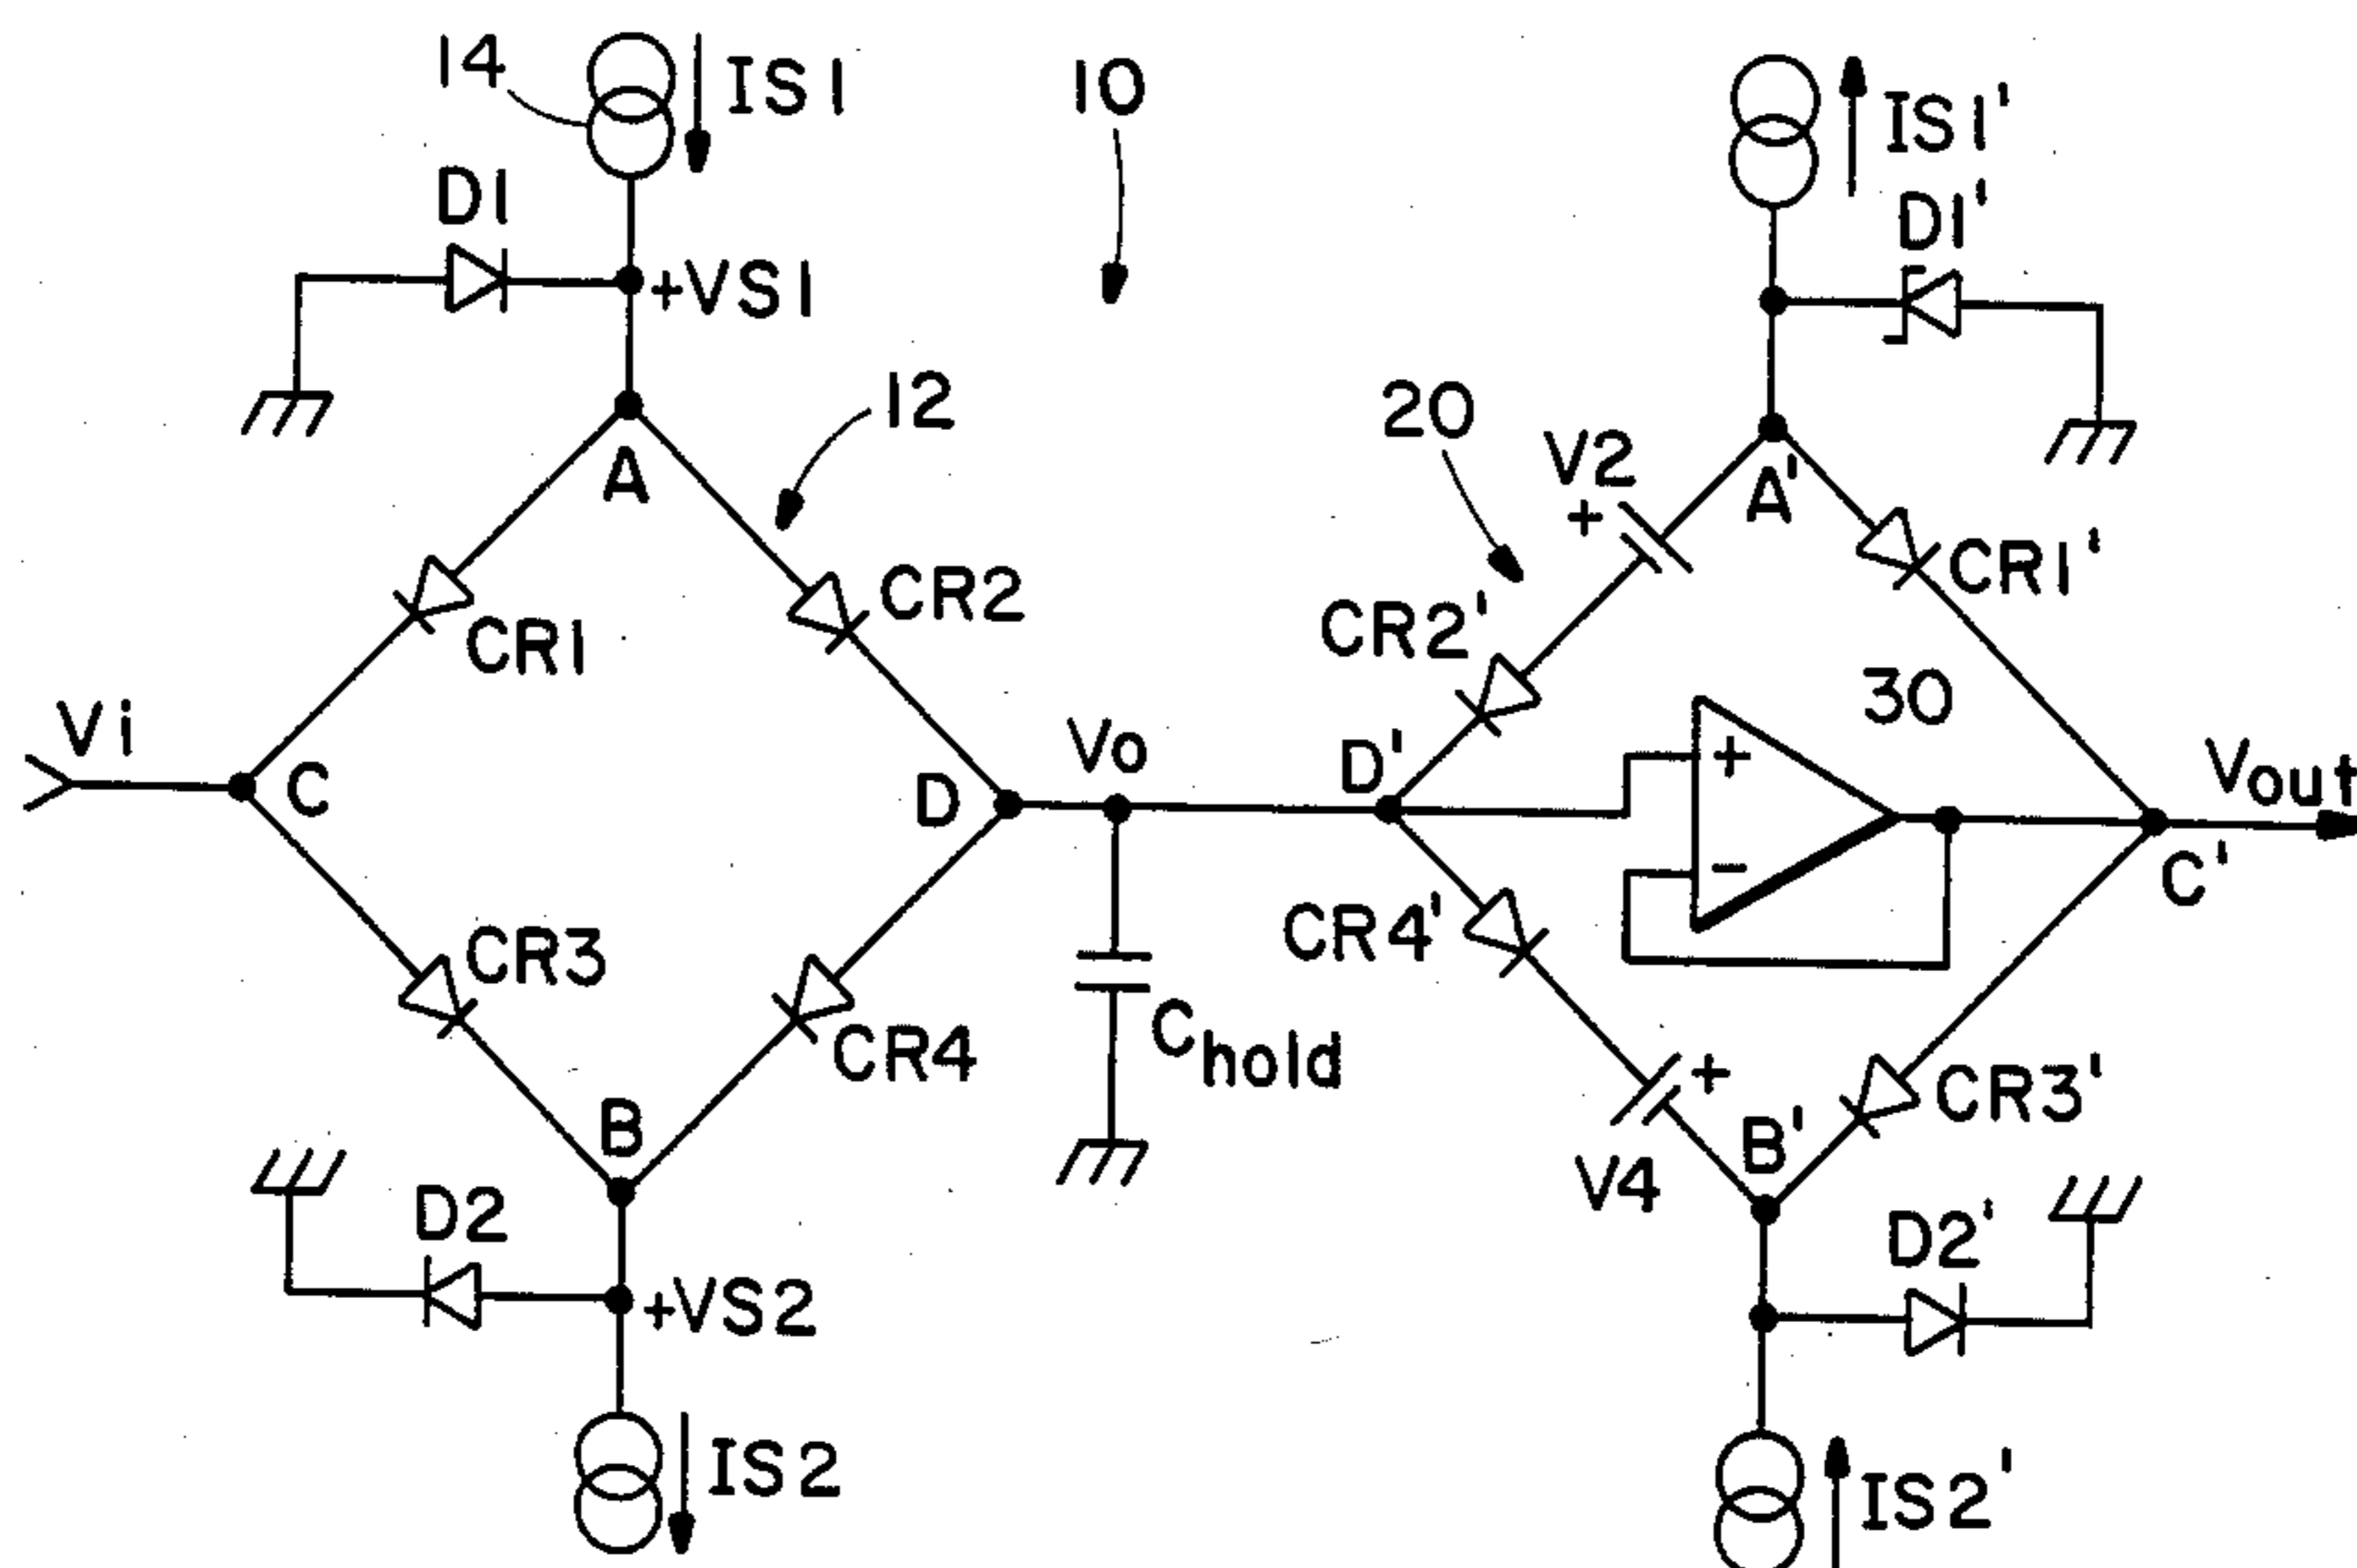 14
IS1
10
IS1'
D1
D1'
+VS1
12
20
V2
+
A
A'
CR1'
CR2
CR2'
CR1
30
Vi
Vo
D'
+
Vout
C
D
C'
-
CR4'
CR3
CR4
Chold
+
CR3'
B
B'
V4
D2
D2'
+VS2
IS2
IS2'